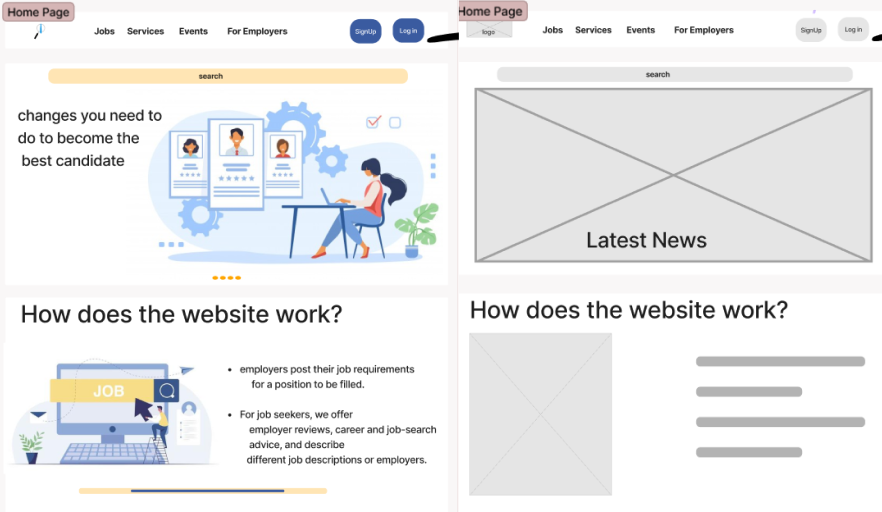 Home Page
Jobs Services Events For Employers SignUp Log in
search
changes you need to
do to become the
best candidate
How does the website work?
JOB
• employers post their job requirements
for a position to be filled.
• For job seekers, we offer
employer reviews, career and job-search
advice, and describe
different job descriptions or employers.
Home Page
logo Jobs Services Events For Employers SignUp Log in
search
Latest News
How does the website work?